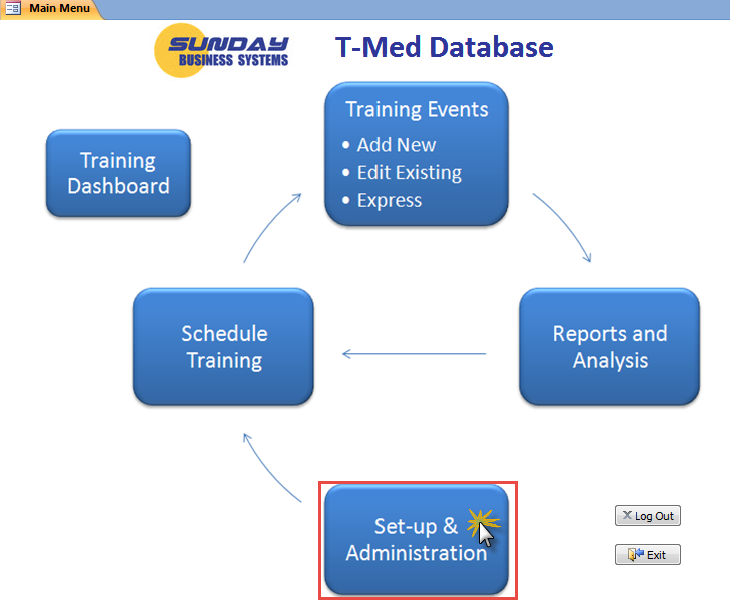 Main Menu
SUNDAY
BUSINESS SYSTEMS
T-Med Database
Training Events
• Add New
• Edit Existing
• Express
Training
Dashboard
Schedule
Training
Reports and
Analysis
Set-up &
Administration
Log Out
Exit